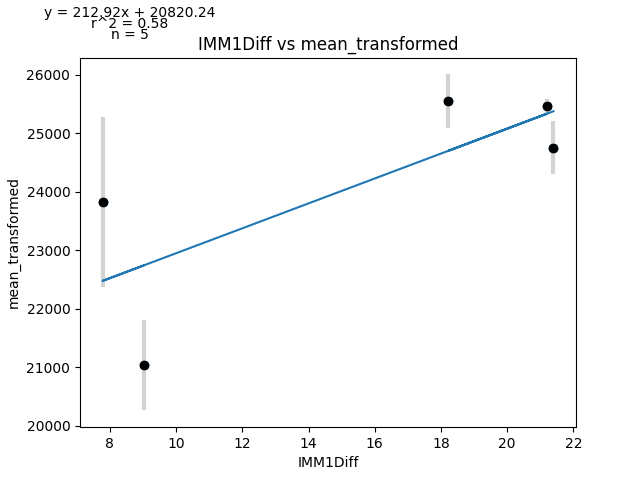 y = 212.92x + 20820.24
r^2 = 0.58
n = 5
IMM1Diff vs mean_transformed
26000
25000
24000
23000
22000
21000
20000
mean_transformed
8 10 12 14 16 18 20 22
IMM1Diff